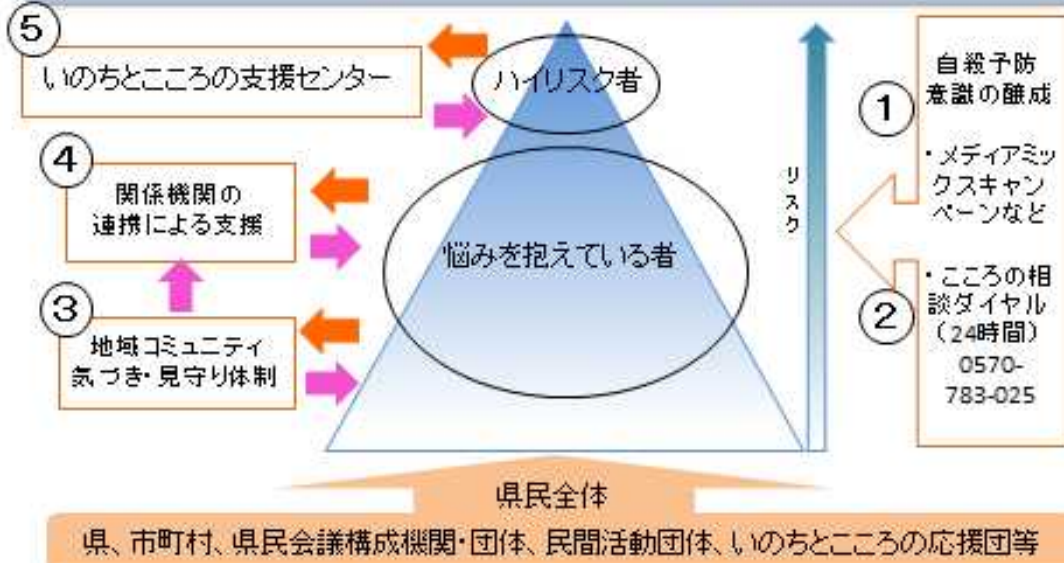 ⑤
いのちとこころの支援センター
ハイリスク者
④
関係機関の
連携による支援
悩みを抱えている者
③
地域コミュニティ
気づき・見守り体制
リスク
①
自殺予防
意識の醸成
・メディアミッ
クスキャン
ペーンなど
②
・こころの相
談ダイヤル
（24時間）
0570-
783-025
県民全体
県、市町村、県民会議構成機関・団体、民間活動団体、いのちとこころの応援団等